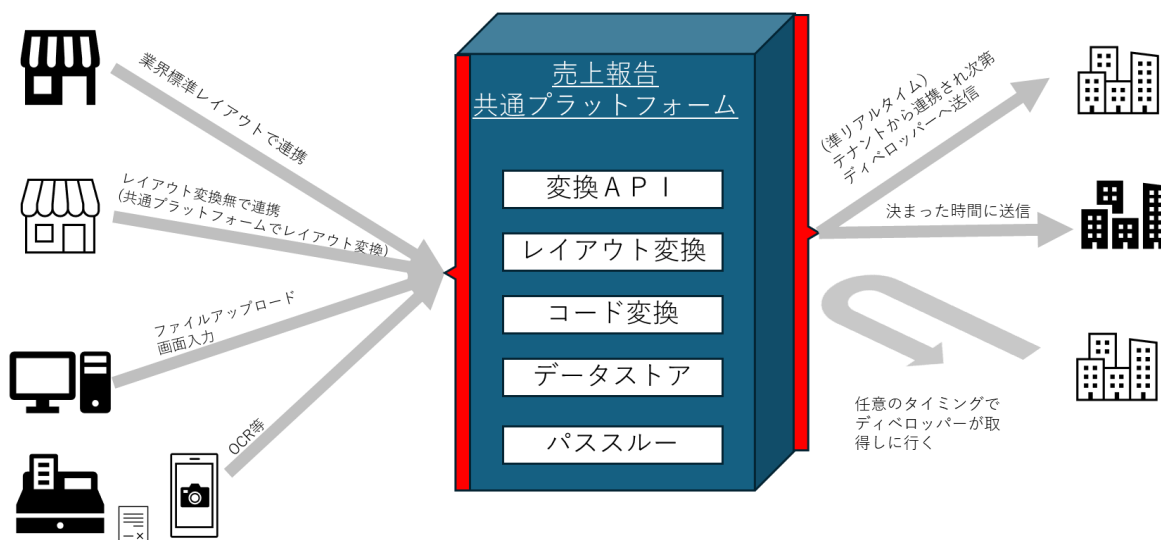 業界標準レイアウトで連携
レイアウト変換無で連携
(共通プラットフォームでレイアウト変換)
ファイルアップロード
画面入力
OCR等
売上報告
共通プラットフォーム
変換ＡＰＩ
レイアウト変換
コード変換
データストア
パススルー
(準リアルタイム)
テナントから連携され次第
ディベロッパーへ送信
決まった時間に送信
任意のタイミングで
ディベロッパーが取
得しに行く